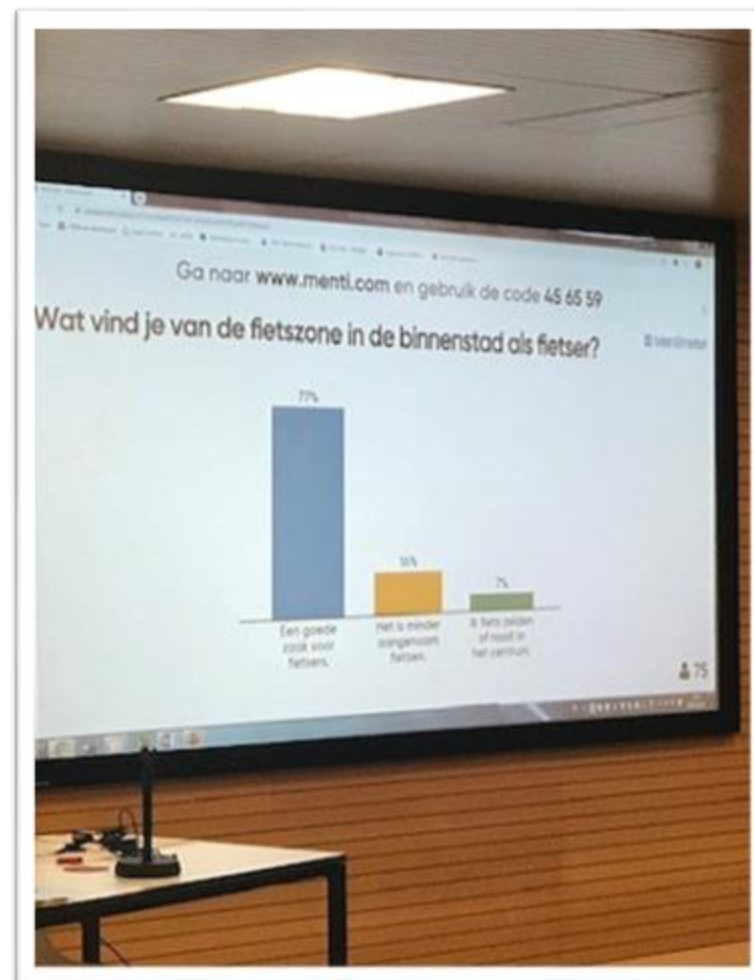 Ga naar www.menti.com en gebruik de code 45 65 59
Wat vind je van de fietszone in de binnenstad als fietser?
Mentimeter
77%
16%
7%
Een goede
zaak voor
fietsers.
Het is minder
aangenaam
fietsen.
Ik fiets zelden
of nooit in
het centrum.
75